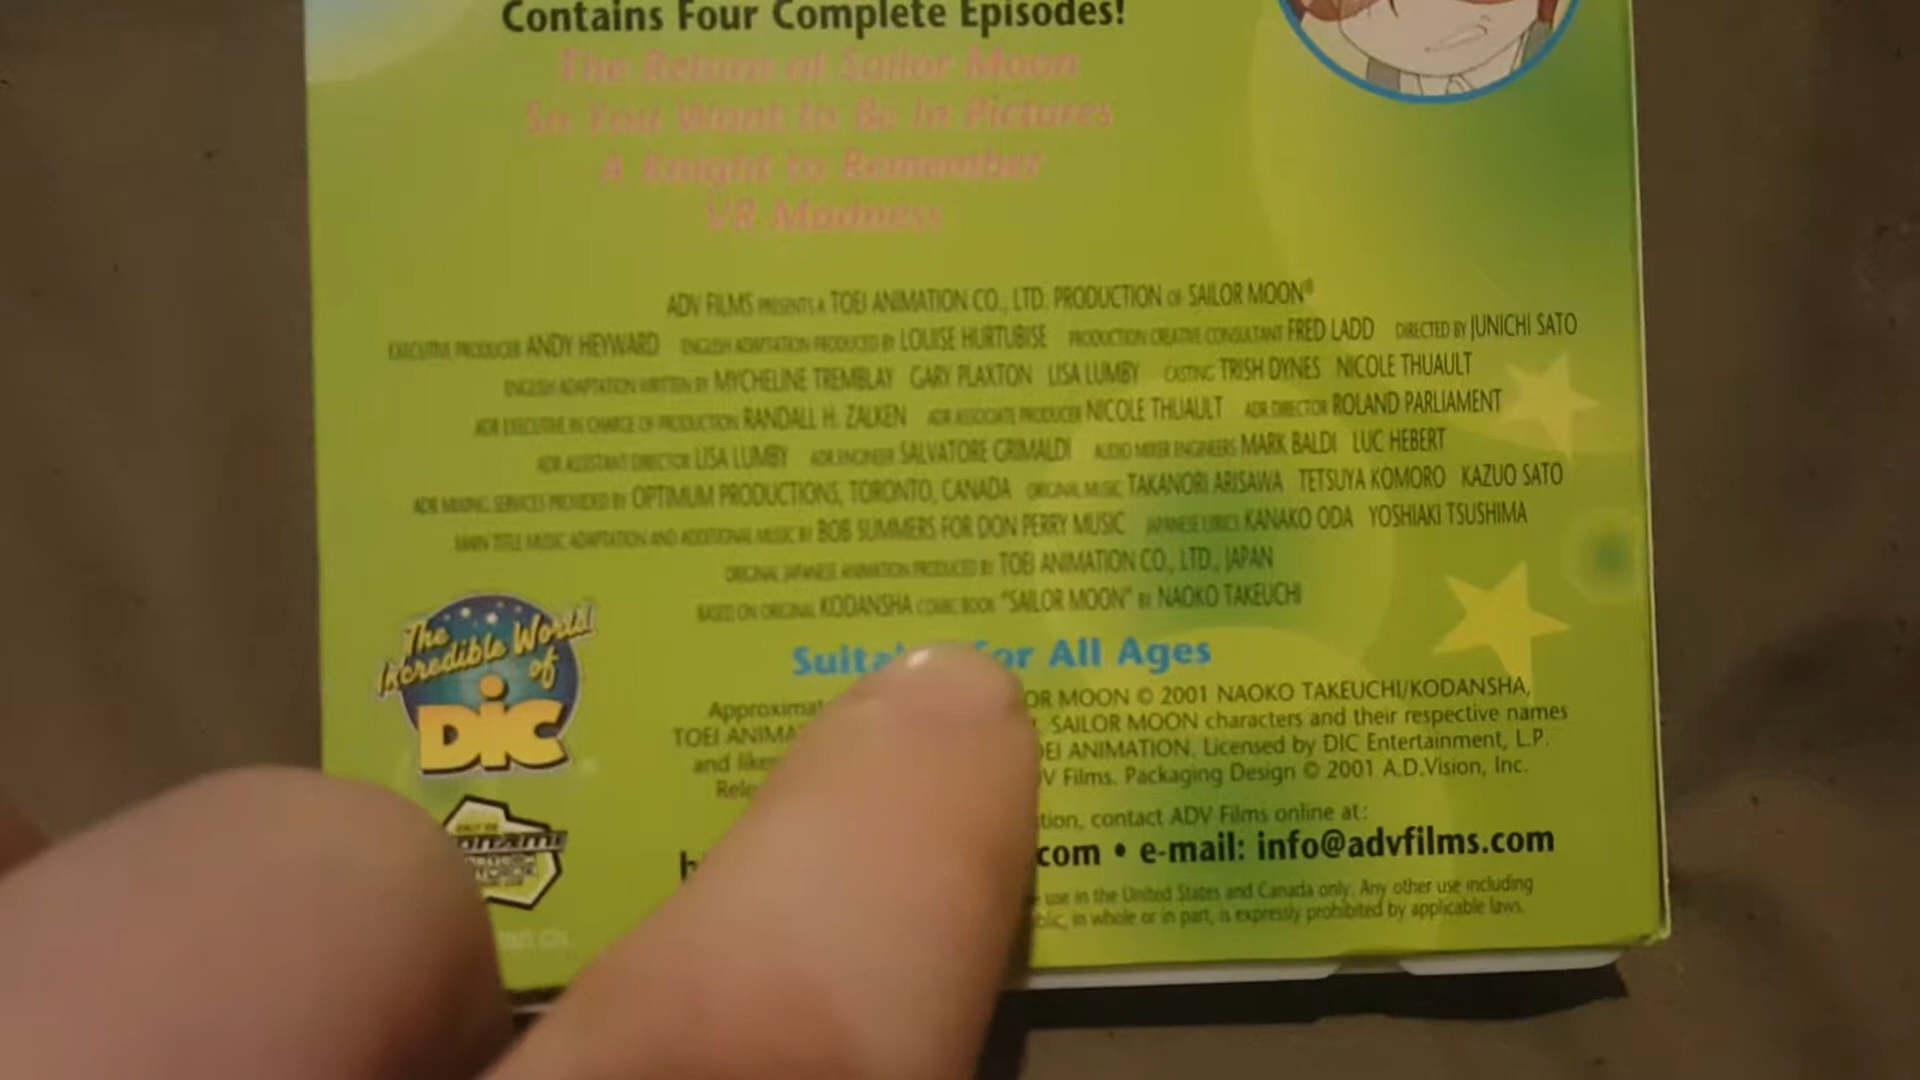 Contains Four Complete Episodes!
The Return of Sailor Moon
So You Want to Be In Pictures
A Knight to Remember
VR Madness
ADV FILMS PRESENTS A TOEI ANIMATION CO., LTD. PRODUCTION OF SAILOR MOON®
EXECUTIVE PRODUCER ANDY HEYWARD ENGLISH ADAPTATION PRODUCED BY LOUISE HURTUBISE PRODUCTION CREATIVE CONSULTANT FRED LADD DIRECTED BY JUNICHI SATO
ENGLISH ADAPTATION WRITTEN BY MYCHELINE TREMBLAY GARY PLAXTON LISA LUMBY CASTING TRISH DYNES NICOLE THUAULT
ADR EXECUTIVE IN CHARGE OF PRODUCTION RANDALL H. ZALKEN ADR ASSOCIATE PRODUCER NICOLE THUAULT ADR DIRECTOR ROLAND PARLIAMENT
ADR ASSISTANT DIRECTOR LISA LUMBY ADR ENGINEER SALVATORE GRIMALDI AUDIO MIXER ENGINEERS MARK BALDI LUC HEBERT
ADR MIXING SERVICES PROVIDED BY OPTIMUM PRODUCTIONS, TORONTO, CANADA ORIGINAL MUSIC TAKANORI ARISAWA TETSUYA KOMORO KAZUO SATO
MAIN TITLE MUSIC ADAPTATION AND ADDITIONAL MUSIC BY BOB SUMMERS FOR DON PERRY MUSIC JAPANESE LYRICS KANAKO ODA YOSHIAKI TSUSHIMA
ORIGINAL JAPANESE ANIMATION PRODUCED BY TOEI ANIMATION CO., LTD., JAPAN
BASED ON ORIGINAL KODANSHA COMIC BOOK "SAILOR MOON" BY NAOKO TAKEUCHI
The
Incredible World
of
DIC
for All Ages
OR MOON © 2001 NAOKO TAKEUCHI/KODANSHA,
TOEI SAILOR MOON characters and their respective names
and EI ANIMATION. Licensed by DIC Entertainment, L.P.
V Films. Packaging Design © 2001 A.D.Vision, Inc.
tion, contact ADV Films online at:
com • e-mail: info@advfilms.com
use in the United States and Canada only. Any other use including
blic, in whole or in part, is expressly prohibited by applicable laws.